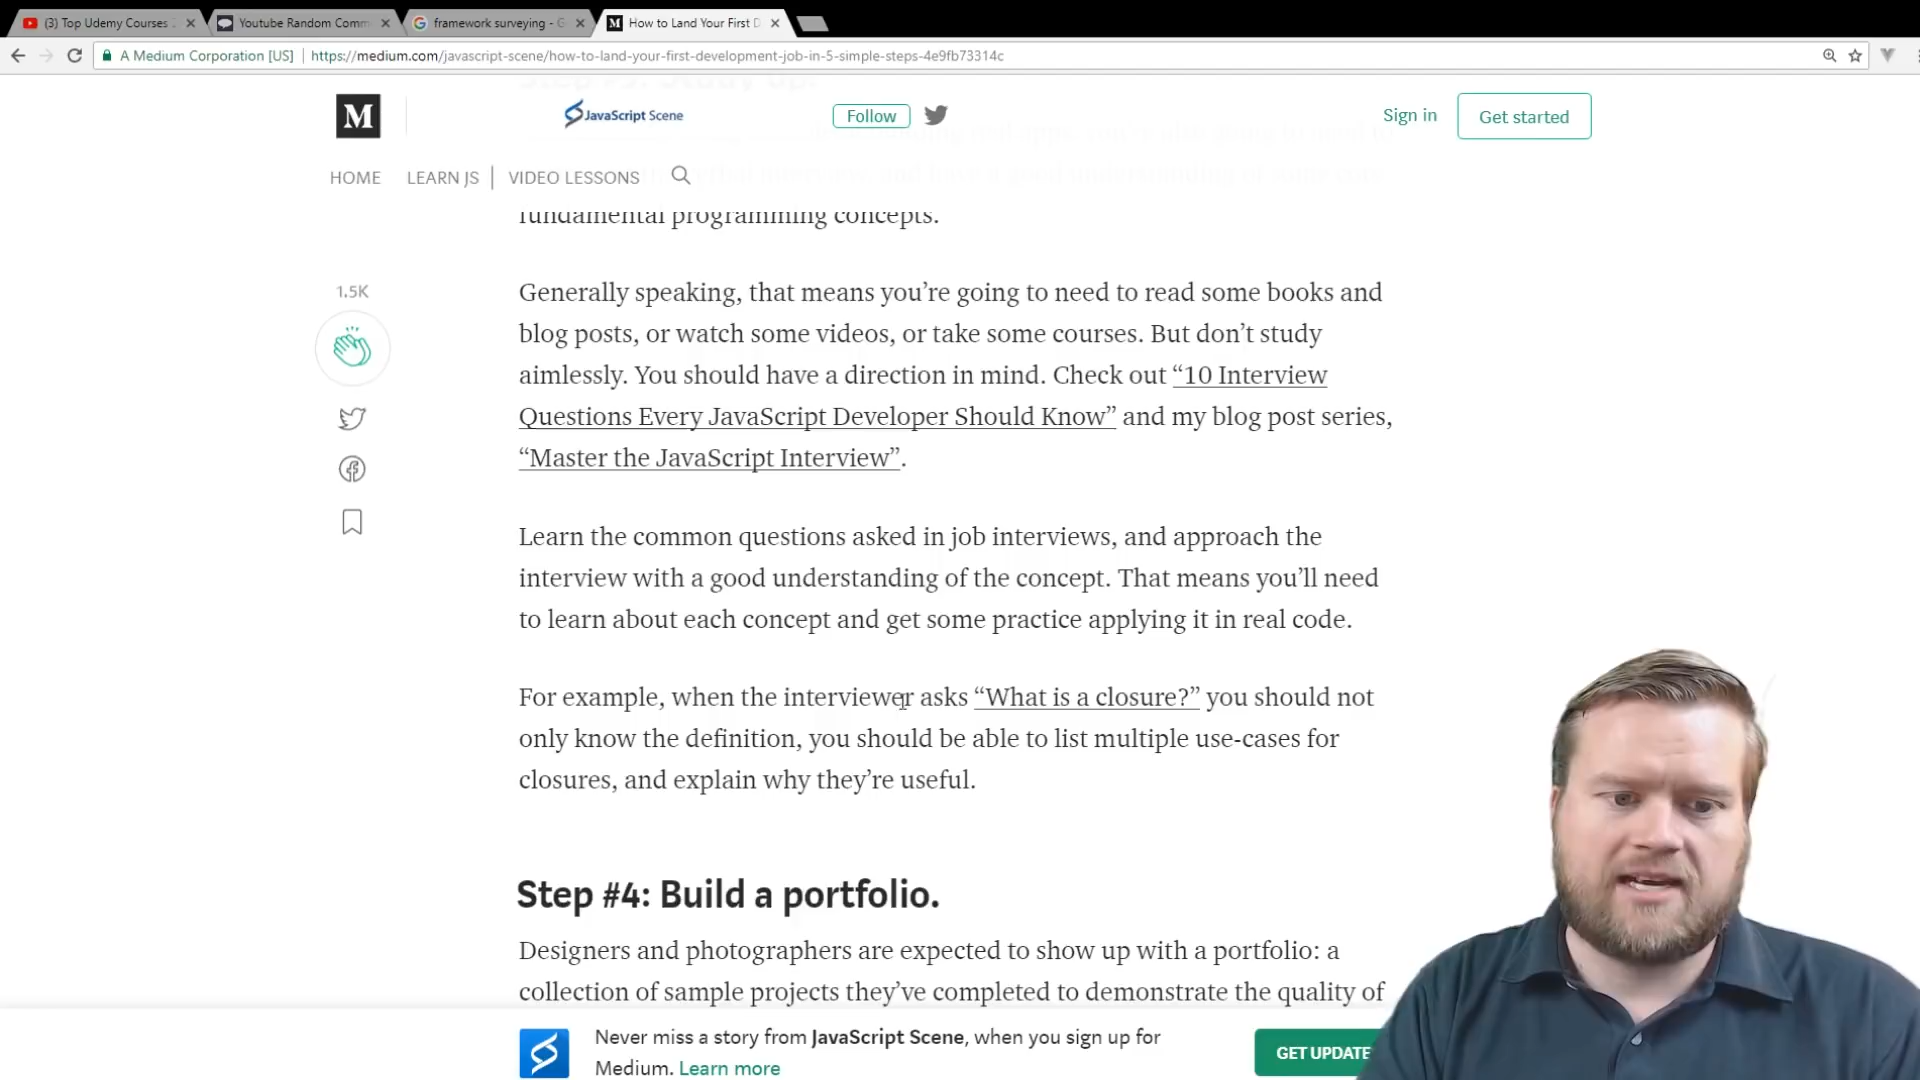 (3) Top Udemy Courses
Youtube Random Comm
framework surveying - G
How to Land Your First D
A Medium Corporation [US]
https://medium.com/javascript-scene/how-to-land-your-first-development-job-in-5-simple-steps-4e9fb73314c
M
JavaScript Scene
Follow
Sign in
Get started
HOME
LEARN JS
VIDEO LESSONS
fundamental programming concepts.
1.5K
Generally speaking, that means you’re going to need to read some books and
blog posts, or watch some videos, or take some courses. But don’t study
aimlessly. You should have a direction in mind. Check out “10 Interview
Questions Every JavaScript Developer Should Know” and my blog post series,
“Master the JavaScript Interview”.
Learn the common questions asked in job interviews, and approach the
interview with a good understanding of the concept. That means you’ll need
to learn about each concept and get some practice applying it in real code.
For example, when the interviewer asks “What is a closure?” you should not
only know the definition, you should be able to list multiple use-cases for
closures, and explain why they’re useful.
Step #4: Build a portfolio.
Designers and photographers are expected to show up with a portfolio: a
collection of sample projects they’ve completed to demonstrate the quality of
Never miss a story from JavaScript Scene, when you sign up for
Medium. Learn more
GET UPDATE